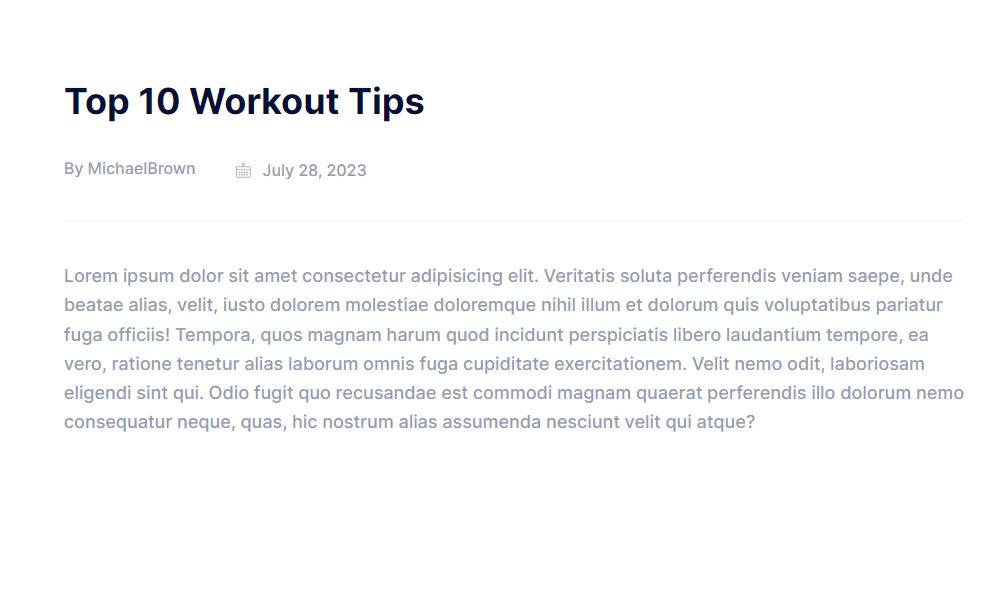 Top 10 Workout Tips
By MichaelBrown
July 28, 2023
Lorem ipsum dolor sit amet consectetur adipisicing elit. Veritatis soluta perferendis veniam saepe, unde
beatae alias, velit, iusto dolorem molestiae doloremque nihil illum et dolorum quis voluptatibus pariatur
fuga officiis! Tempora, quos magnam harum quod incidunt perspiciatis libero laudantium tempore, ea
vero, ratione tenetur alias laborum omnis fuga cupiditate exercitationem. Velit nemo odit, laboriosam
eligendi sint qui. Odio fugit quo recusandae est commodi magnam quaerat perferendis illo dolorum nemo
consequatur neque, quas, hic nostrum alias assumenda nesciunt velit qui atque?